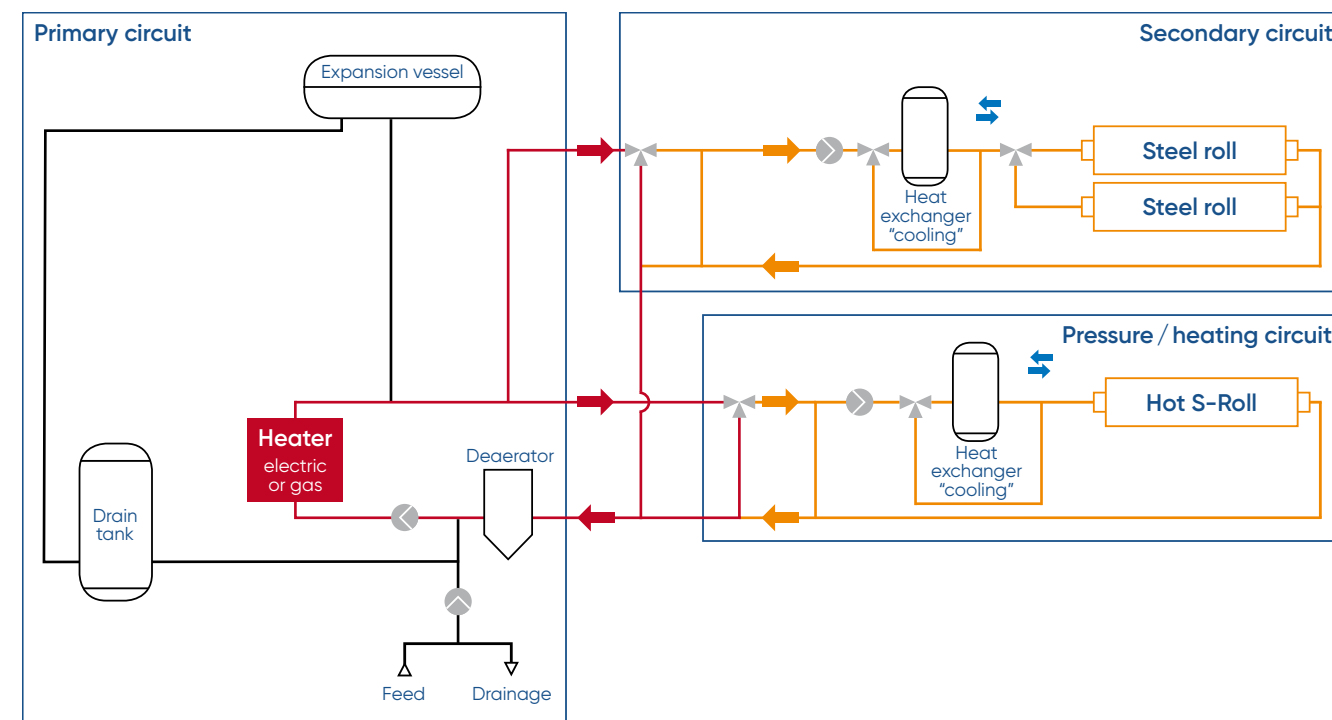 Primary circuit
Expansion vessel
Heater
electric
or gas
Deaerator
Drain
tank
Feed
Drainage
Secondary circuit
Heat
exchanger
“cooling”
Steel roll
Steel roll
Pressure / heating circuit
Heat
exchanger
“cooling”
Hot S-Roll